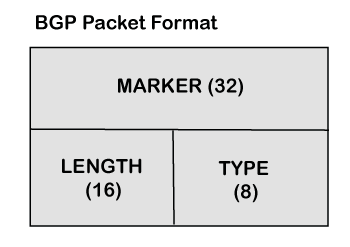 BGP Packet Format
MARKER (32)
LENGTH
(16)
TYPE
(8)